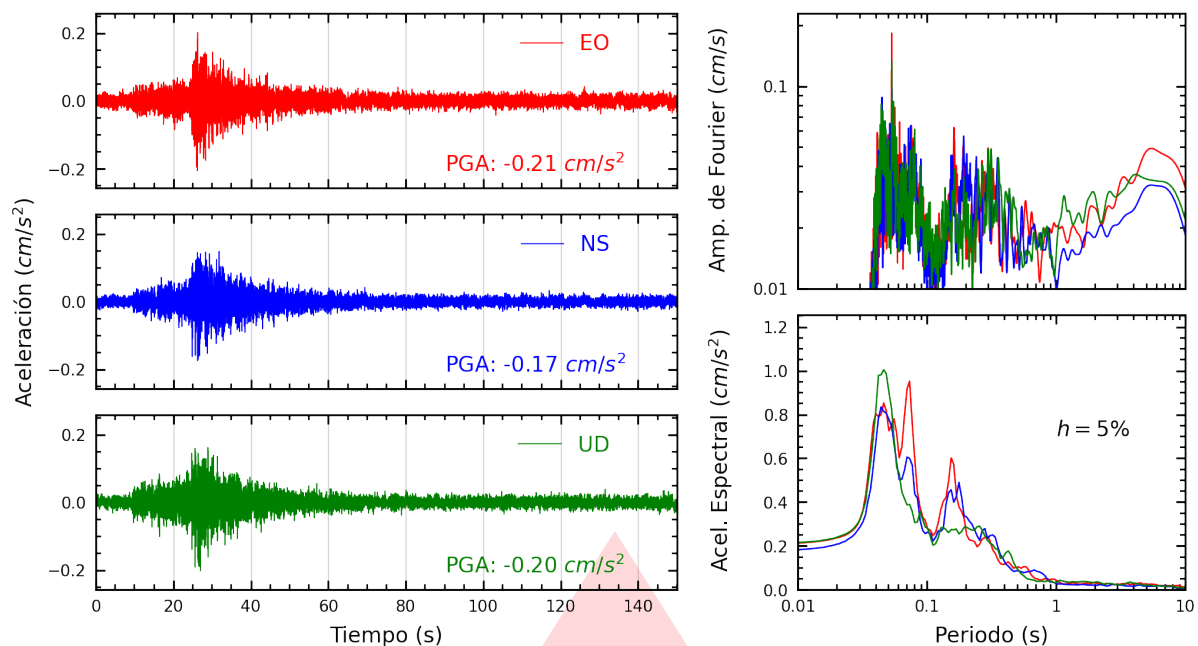 Aceleración (cm/s²)
0.2
0.0
−0.2
EO
PGA: -0.21 cm/s²
0.2
0.0
−0.2
NS
PGA: -0.17 cm/s²
0.2
0.0
−0.2
UD
PGA: -0.20 cm/s²
0 20 40 60 80 100 120 140
Tiempo (s)
Amp. de Fourier (cm/s)
0.1
0.01
Acel. Espectral (cm/s²)
1.2
1.0
0.8
0.6
0.4
0.2
0.0
h = 5%
0.01 0.1 1 10
Periodo (s)